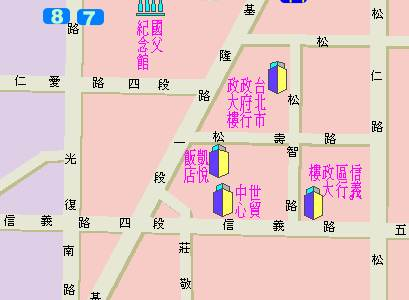 8 7
國父
紀念館
仁愛路四段
光復南路
基隆路一段
基
松仁路
松智路
松壽路
台北市
政府行
政大樓
凱悅
飯店
世貿
中心
信義區行
政大樓
信義路四段
信義路五
莊敬
松